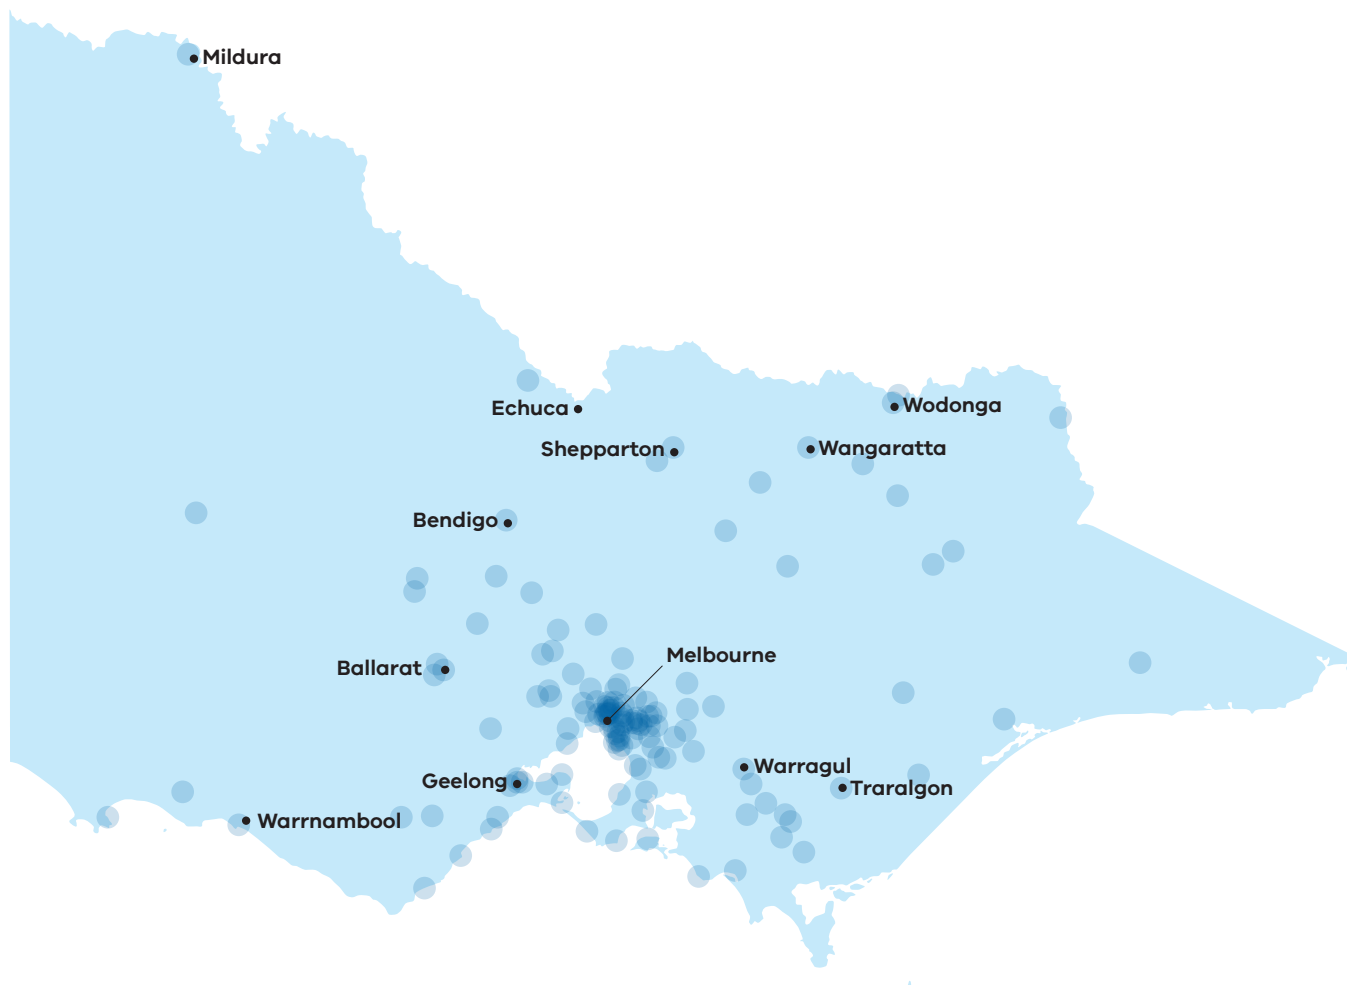 Mildura
Echuca
Wodonga
Shepparton
Wangaratta
Bendigo
Melbourne
Ballarat
Warragul
Geelong
Traralgon
Warrnambool